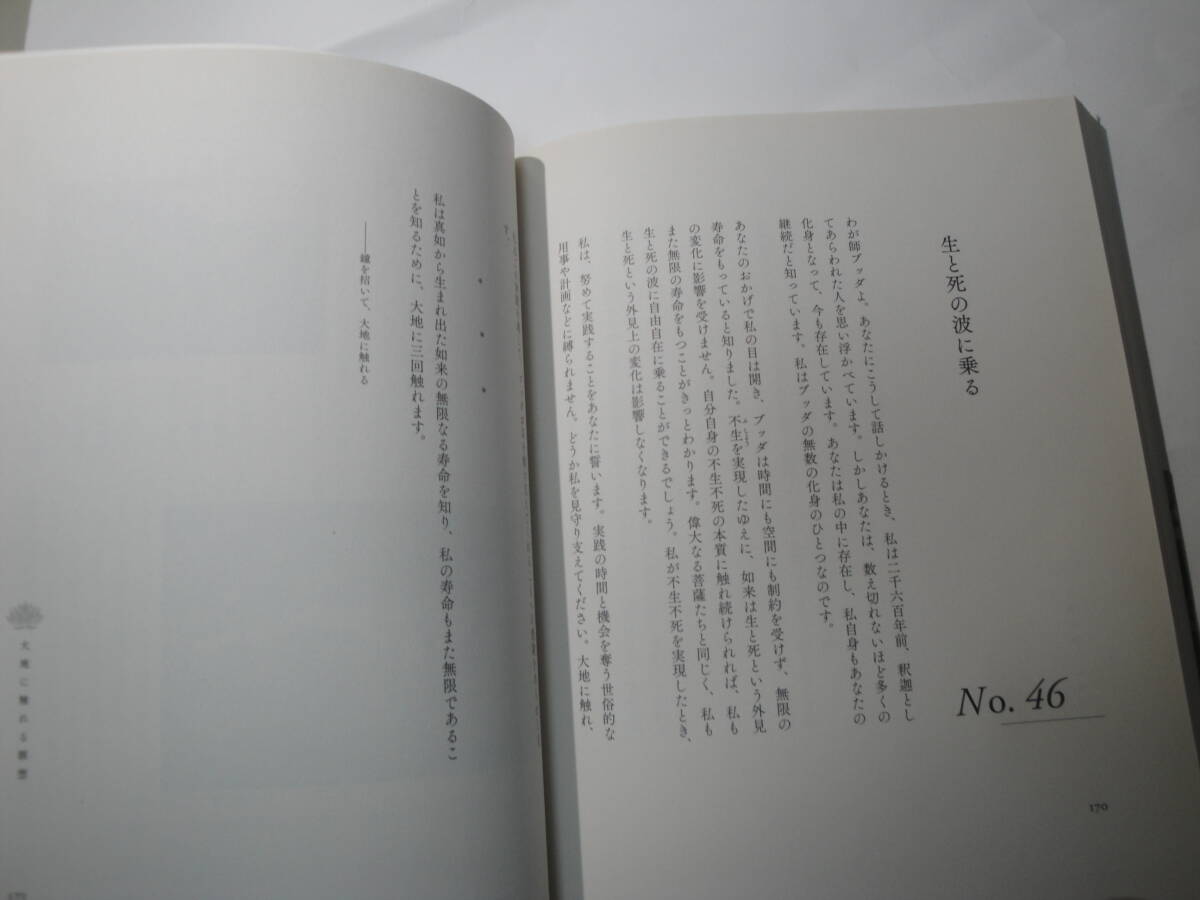 No. 46
生と死の波に乗る
わが師ブッダよ。あなたにこうして話しかけるとき、私は二千六百年前、釈迦とし
てあらわれた人を思い浮かべています。しかしあなたは、数え切れないほど多くの
化身となって、今も存在しています。あなたは私の中に存在し、私自身もあなたの
継続だと知っています。私はブッダの無数の化身のひとつなのです。
あなたのおかげで私の目は開き、ブッダは時間にも空間にも制約を受けず、無限の
寿命をもっていると知りました。不生を実現したゆえに、如来は生と死という外見
の変化に影響を受けません。自分自身の不生不死の本質に触れ続けられれば、私も
また無限の寿命をもつことがきっとわかります。偉大なる菩薩たちと同じく、私も
生と死の波に自由自在に乗ることができるでしょう。私が不生不死を実現したとき、
生と死という外見上の変化は影響しなくなります。
私は、努めて実践することをあなたに誓います。実践の時間と機会を奪う世俗的な
用事や計画などに縛られません。どうか私を見守り支えてください。大地に触れ、
170
私は真如から生まれ出た如来の無限なる寿命を知り、私の寿命もまた無限であるこ
とを知るために、大地に三回触れます。
――鐘を招いて、大地に触れる
大地に触れる瞑想